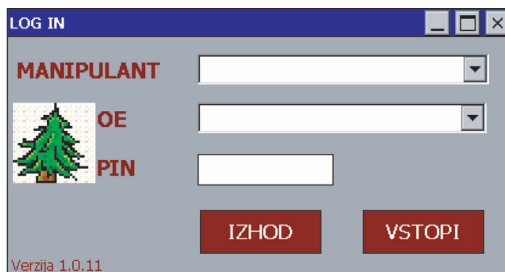 LOG IN
MANIPULANT
OE
PIN
IZHOD VSTOPI
Verzija 1.0.11